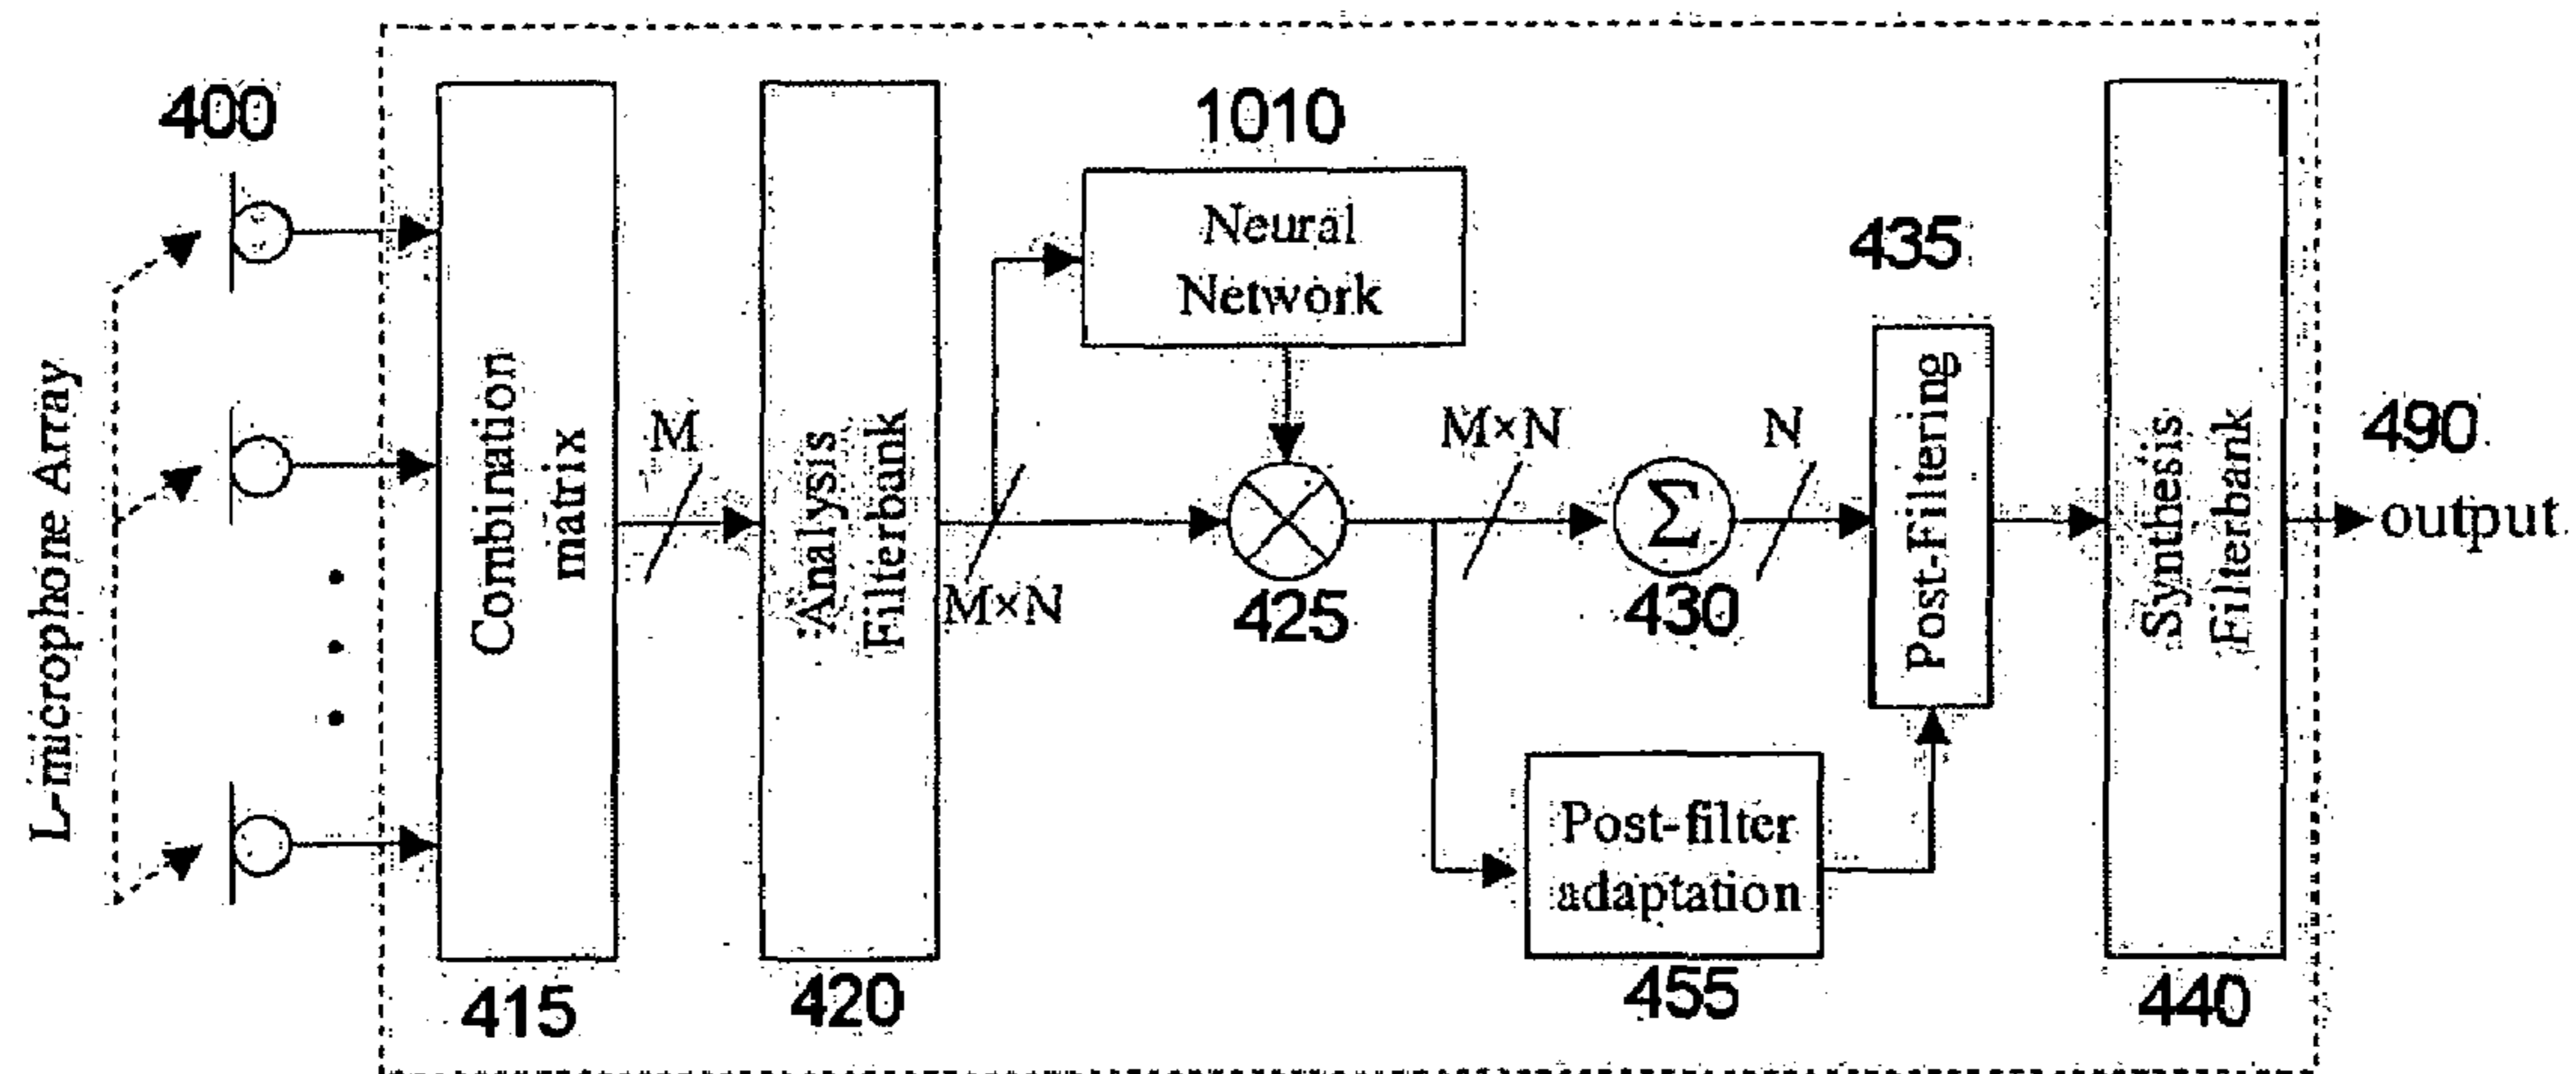 400
L-microphone Array
Combination
matrix
415
M
Analysis
Filterbank
420
M×N
1010
Neural
Network
425
M×N
Σ
430
N
435
Post-Filtering
Post-filter
adaptation
455
Synthesis
Filterbank
440
490
output